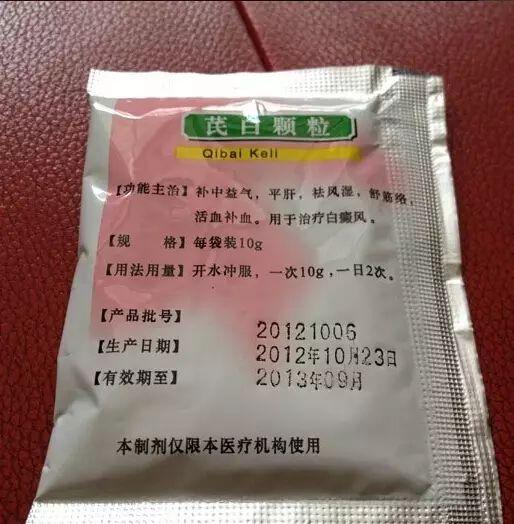 芪白颗粒
Qibai Keli
【功能主治】补中益气，平肝，祛风湿，舒筋络，
活血补血。用于治疗白癜风。
【规　　格】每袋装10g
【用法用量】开水冲服，一次10g，一日2次。
【产品批号】 20121006
【生产日期】 2012年10月23日
【有效期至】 2013年09月
本制剂仅限本医疗机构使用